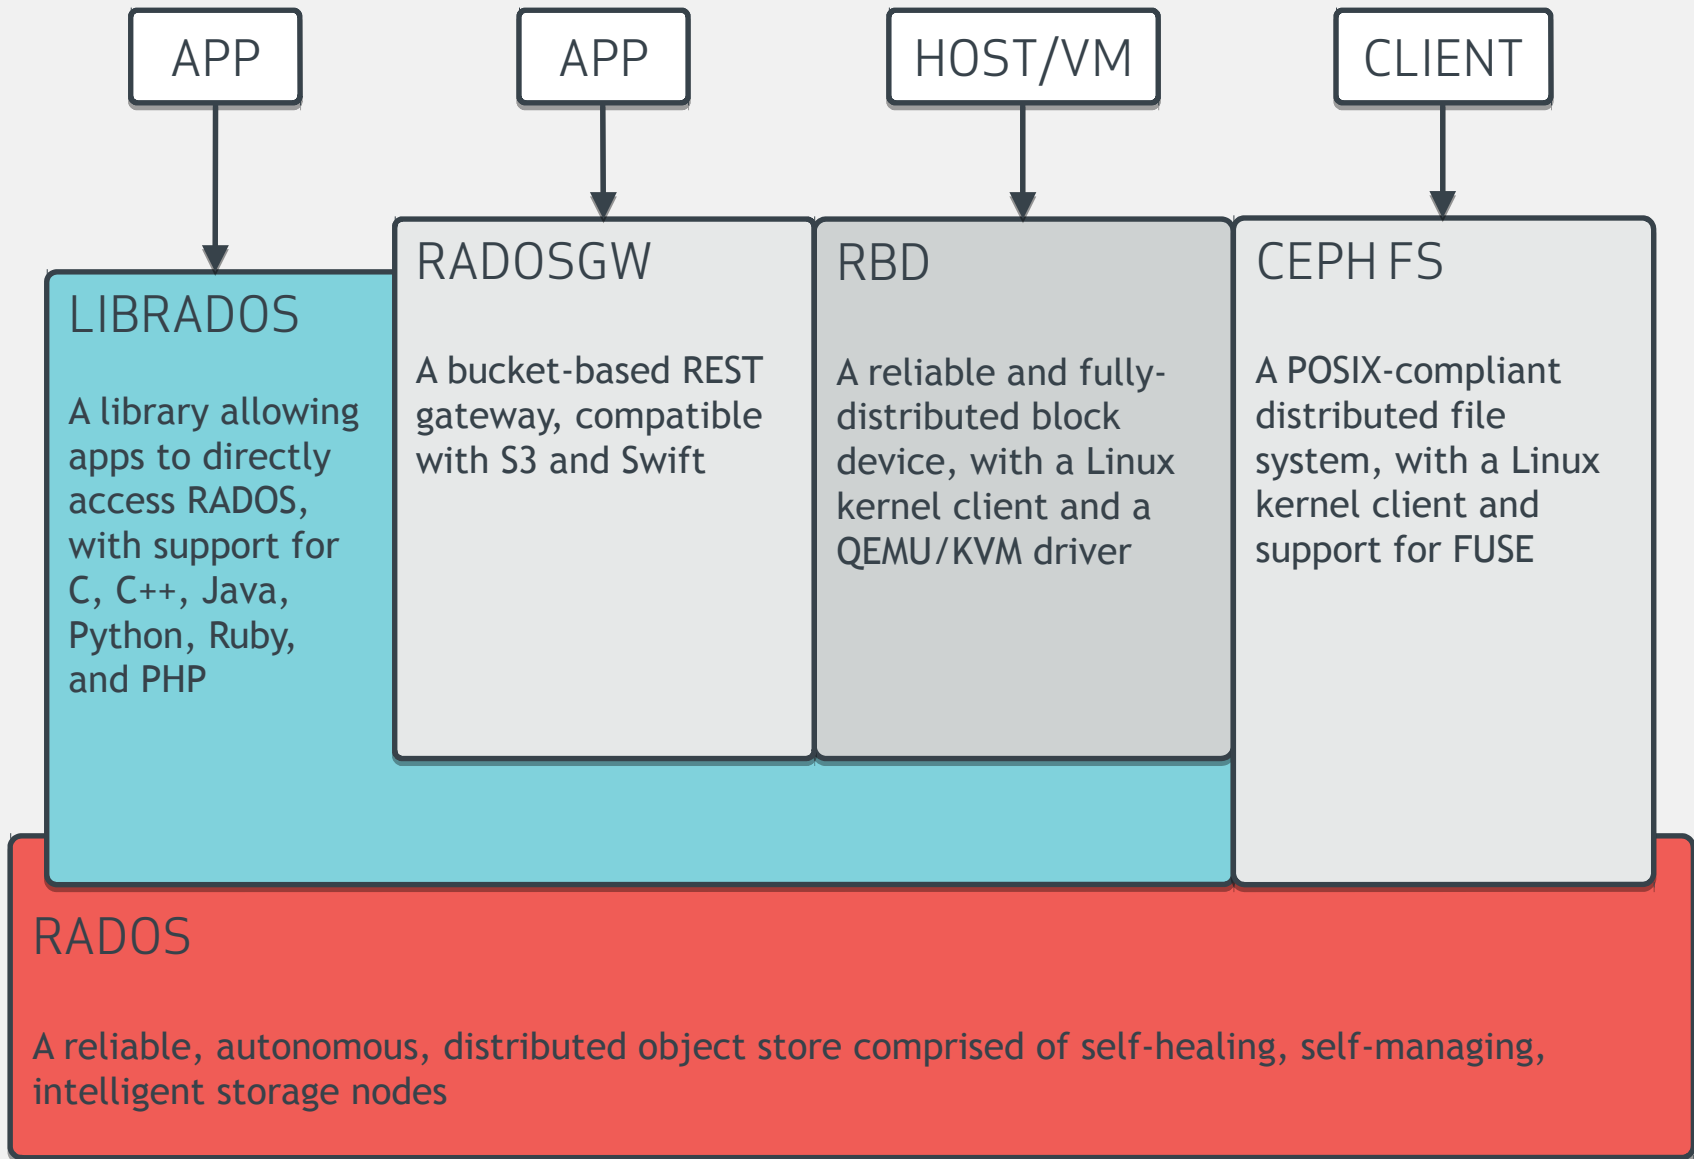 APP
APP
HOST/VM
CLIENT
LIBRADOS
A library allowing
apps to directly
access RADOS,
with support for
C, C++, Java,
Python, Ruby,
and PHP
RADOSGW
A bucket-based REST
gateway, compatible
with S3 and Swift
RBD
A reliable and fully-
distributed block
device, with a Linux
kernel client and a
QEMU/KVM driver
CEPH FS
A POSIX-compliant
distributed file
system, with a Linux
kernel client and
support for FUSE
RADOS
A reliable, autonomous, distributed object store comprised of self-healing, self-managing,
intelligent storage nodes